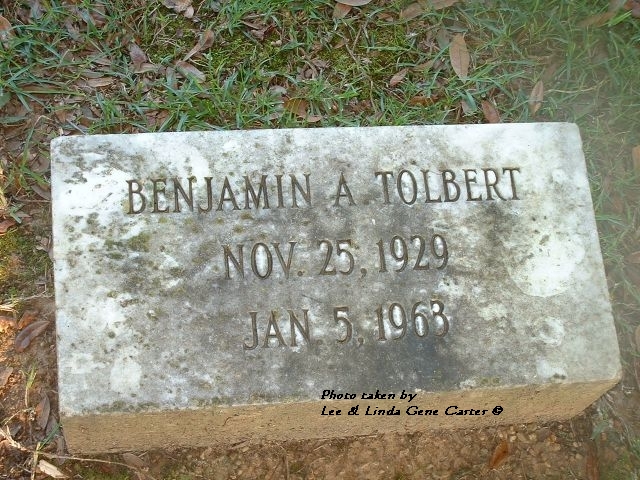 BENJAMIN A. TOLBERT
NOV. 25, 1929
JAN. 5, 1963
Photo taken by
Lee & Linda Gene Carter ©